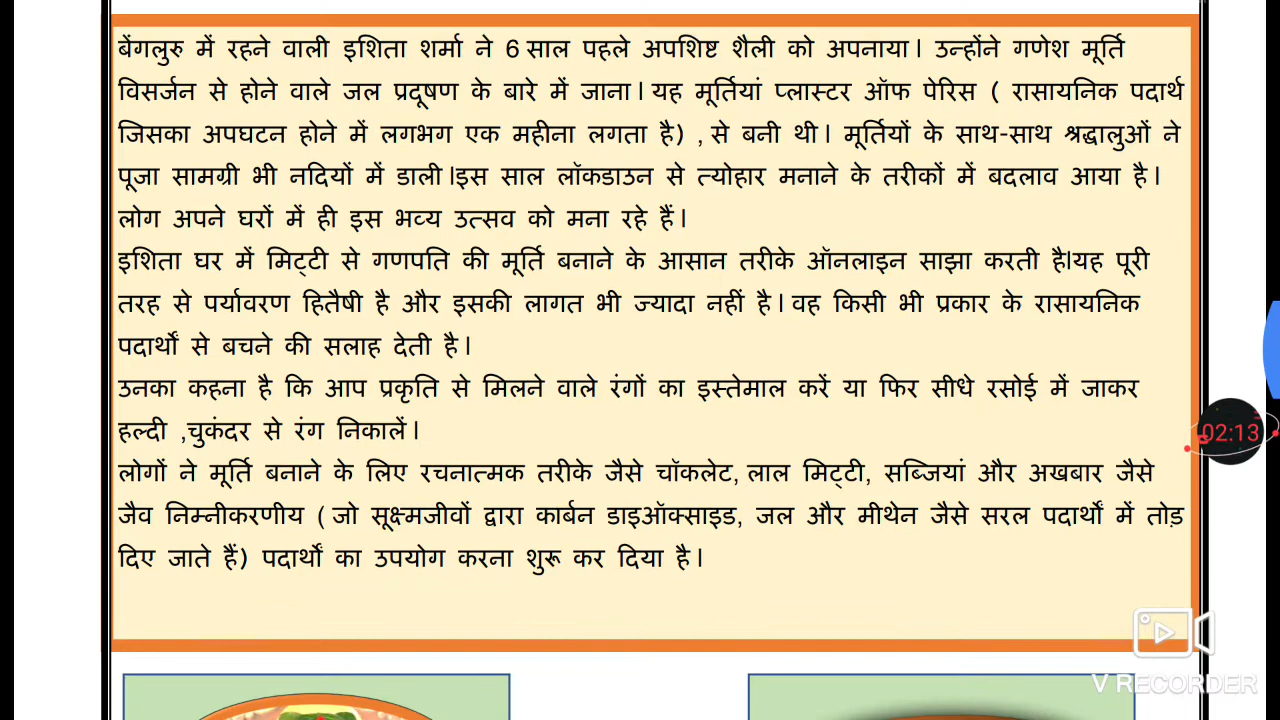 बेंगलुरु में रहने वाली इशिता शर्मा ने 6 साल पहले अपशिष्ट शैली को अपनाया। उन्होंने गणेश मूर्ति
विसर्जन से होने वाले जल प्रदूषण के बारे में जाना। यह मूर्तियां प्लास्टर ऑफ पेरिस ( रासायनिक पदार्थ
जिसका अपघटन होने में लगभग एक महीना लगता है) , से बनी थी। मूर्तियों के साथ-साथ श्रद्धालुओं ने
पूजा सामग्री भी नदियों में डाली।इस साल लॉकडाउन से त्योहार मनाने के तरीकों में बदलाव आया है।
लोग अपने घरों में ही इस भव्य उत्सव को मना रहे हैं।
इशिता घर में मिट्टी से गणपति की मूर्ति बनाने के आसान तरीके ऑनलाइन साझा करती है।यह पूरी
तरह से पर्यावरण हितैषी है और इसकी लागत भी ज्यादा नहीं है। वह किसी भी प्रकार के रासायनिक
पदार्थों से बचने की सलाह देती है।
उनका कहना है कि आप प्रकृति से मिलने वाले रंगों का इस्तेमाल करें या फिर सीधे रसोई में जाकर
हल्दी ,चुकंदर से रंग निकालें।
लोगों ने मूर्ति बनाने के लिए रचनात्मक तरीके जैसे चॉकलेट, लाल मिट्टी, सब्जियां और अखबार जैसे
जैव निम्नीकरणीय ( जो सूक्ष्मजीवों द्वारा कार्बन डाइऑक्साइड, जल और मीथेन जैसे सरल पदार्थों में तोड़
दिए जाते हैं) पदार्थों का उपयोग करना शुरू कर दिया है।
02:13
V RECORDER